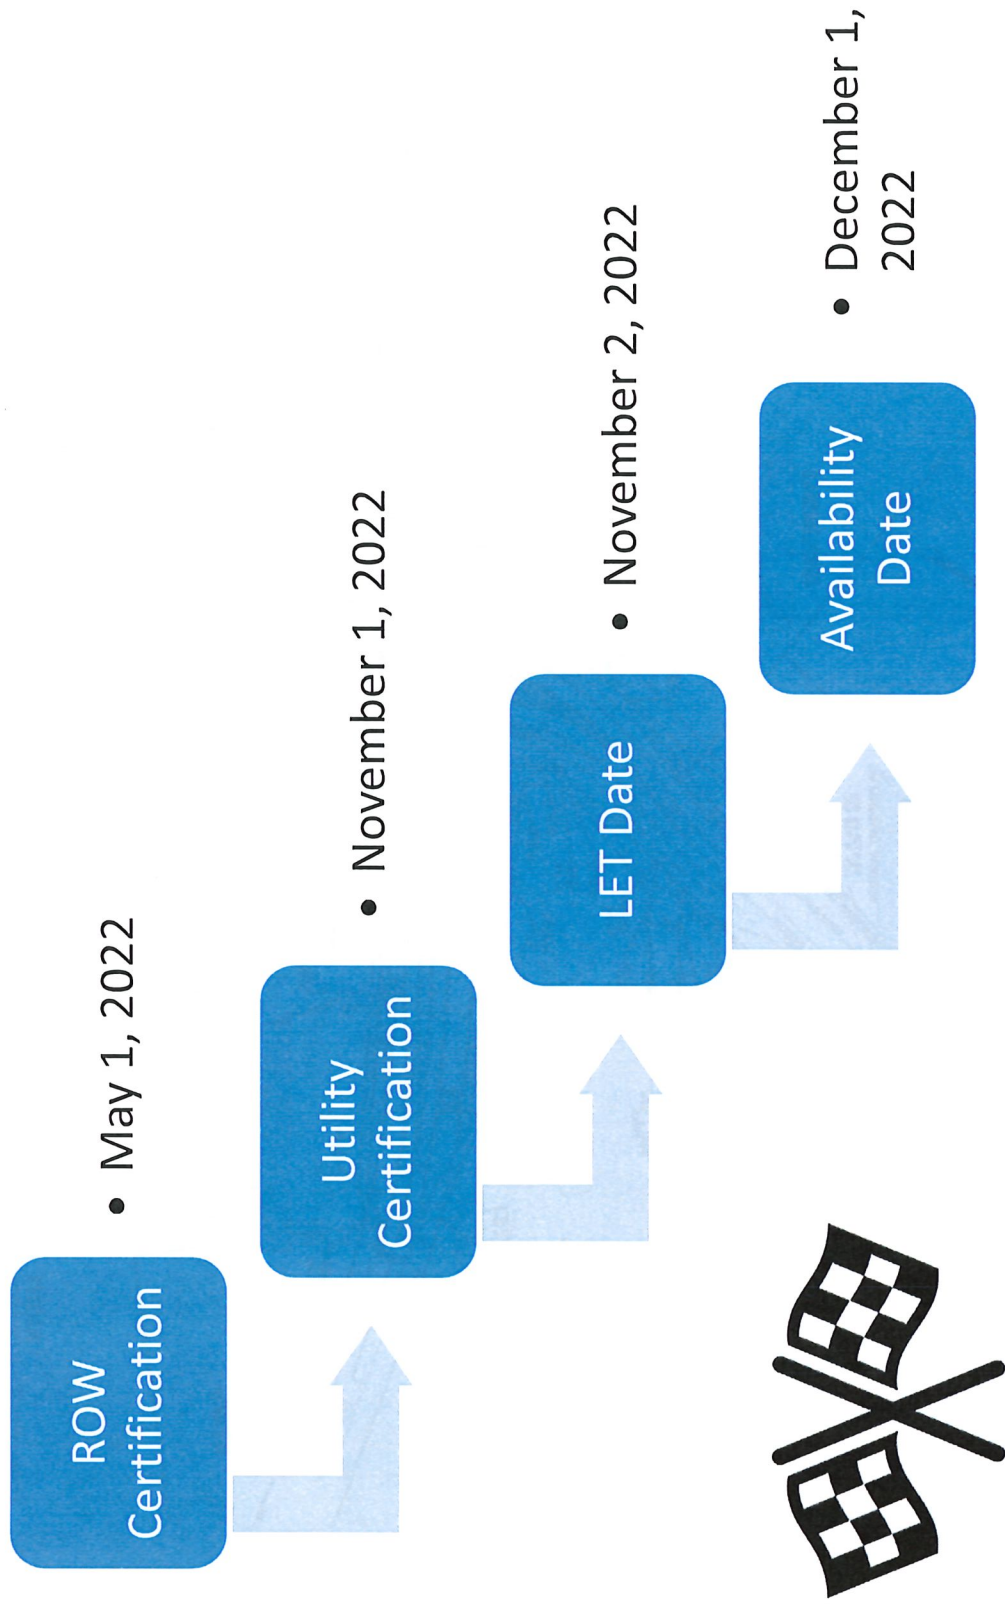 ROW
Certification
• May 1, 2022
Utility
Certification
• November 1, 2022
LET Date
• November 2, 2022
Availability
Date
• December 1,
2022